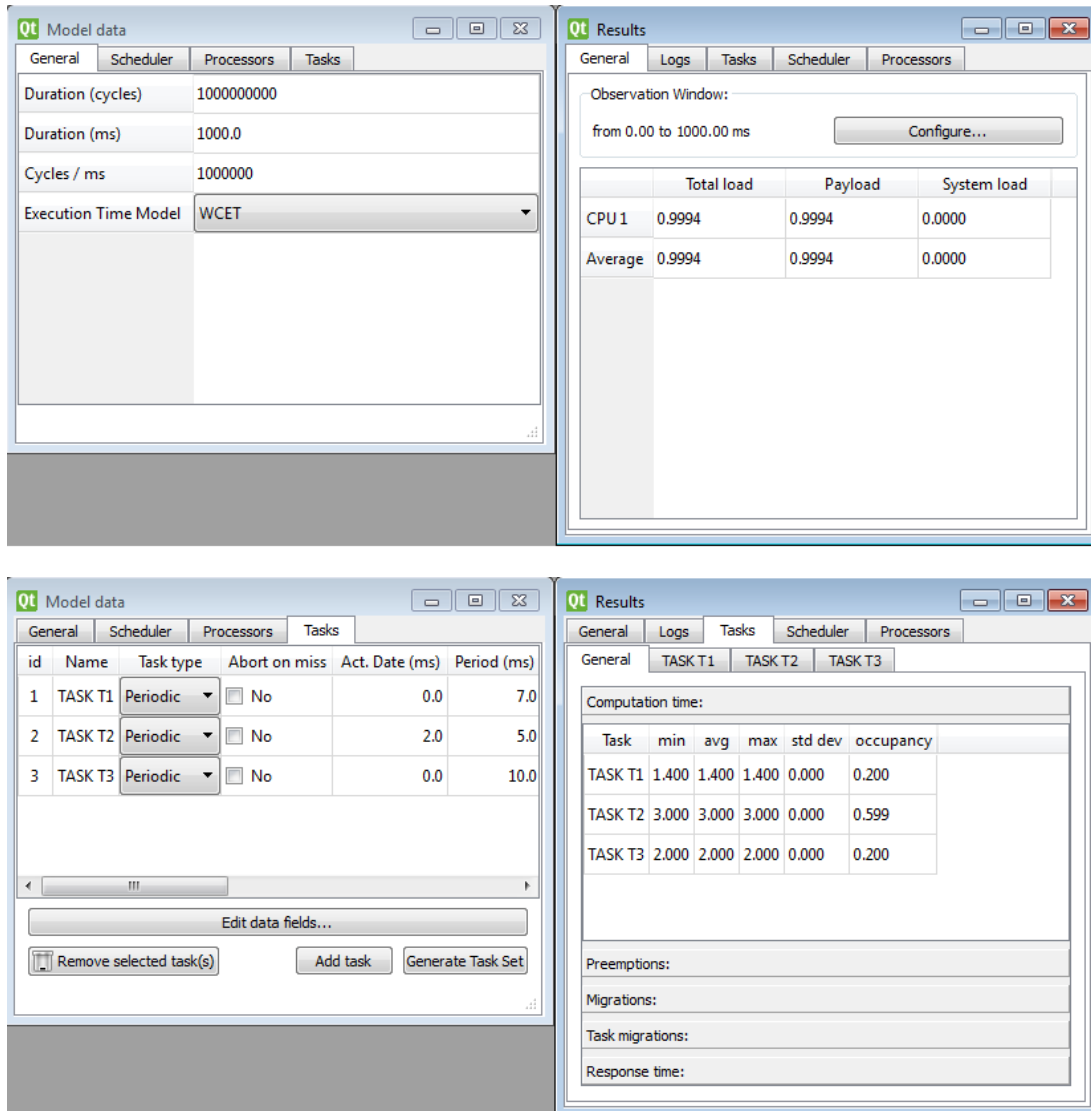 Qt Model data
General Scheduler Processors Tasks
Duration (cycles) 1000000000
Duration (ms) 1000.0
Cycles / ms 1000000
Execution Time Model WCET
Qt Results
General Logs Tasks Scheduler Processors
Observation Window:
from 0.00 to 1000.00 ms Configure...
Total load Payload System load
CPU 1 0.9994 0.9994 0.0000
Average 0.9994 0.9994 0.0000
Qt Model data
General Scheduler Processors Tasks
id Name Task type Abort on miss Act. Date (ms) Period (ms)
1 TASK T1 Periodic No 0.0 7.0
2 TASK T2 Periodic No 2.0 5.0
3 TASK T3 Periodic No 0.0 10.0
Edit data fields...
Remove selected task(s) Add task Generate Task Set
Qt Results
General Logs Tasks Scheduler Processors
General TASK T1 TASK T2 TASK T3
Computation time:
Task min avg max std dev occupancy
TASK T1 1.400 1.400 1.400 0.000 0.200
TASK T2 3.000 3.000 3.000 0.000 0.599
TASK T3 2.000 2.000 2.000 0.000 0.200
Preemptions:
Migrations:
Task migrations:
Response time: